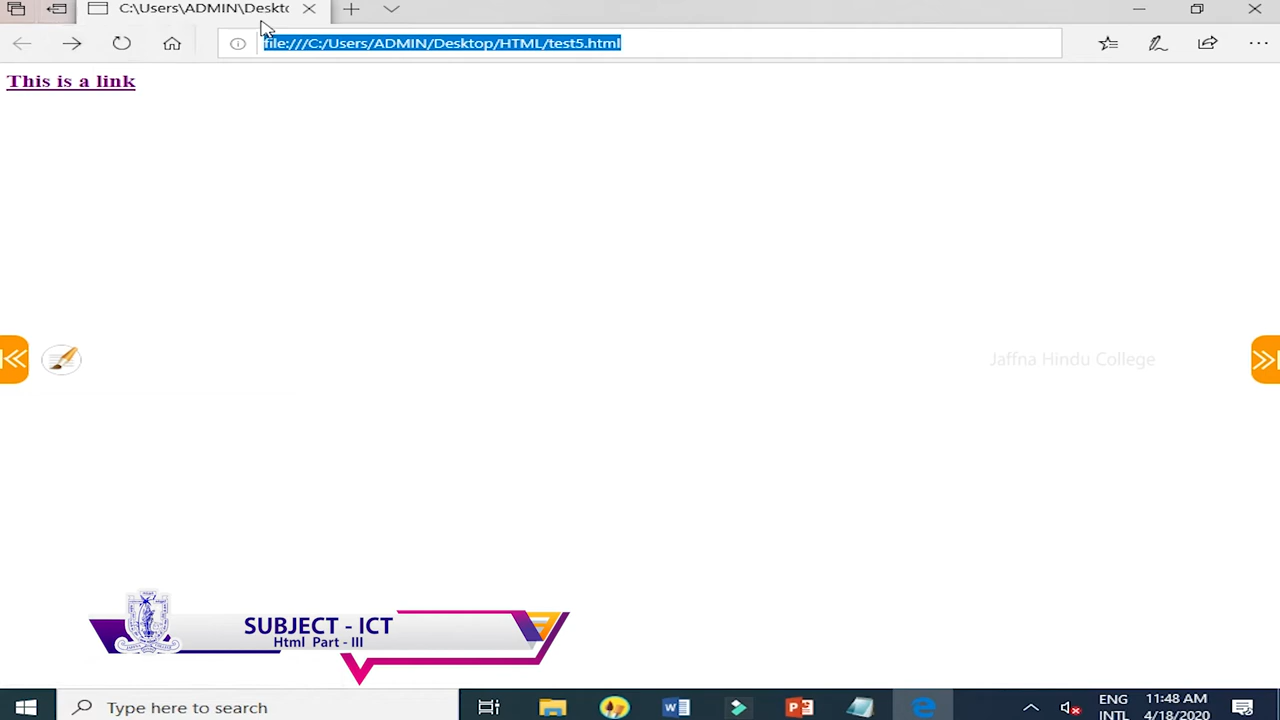 C:\Users\ADMIN\Deskto
file:///C:/Users/ADMIN/Desktop/HTML/test5.html
This is a link
Jaffna Hindu College
SUBJECT - ICT
Html Part - III
Type here to search
ENG
INTL
11:48 AM
4/18/2020